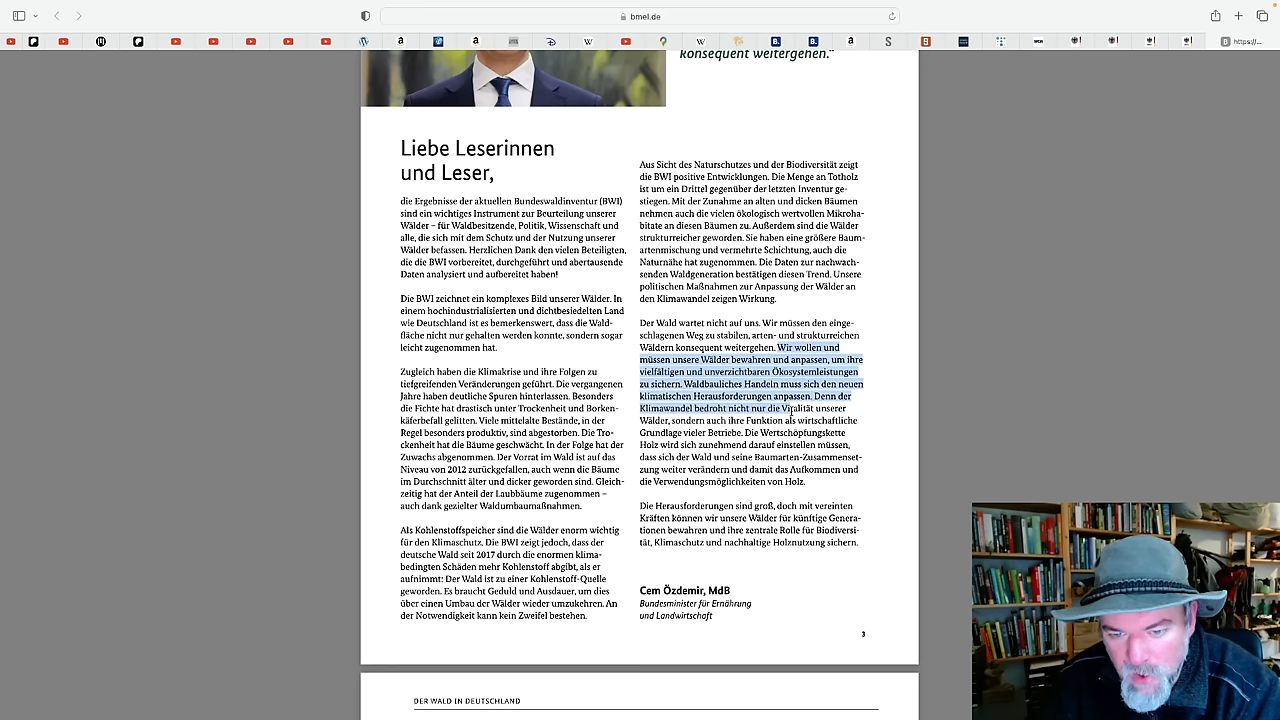 bmel.de
https://...
konsequent weitergehen."
Liebe Leserinnen
und Leser,
die Ergebnisse der aktuellen Bundeswaldinventur (BWI)
sind ein wichtiges Instrument zur Beurteilung unserer
Wälder – für Waldbesitzende, Politik, Wissenschaft und
alle, die sich mit dem Schutz und der Nutzung unserer
Wälder befassen. Herzlichen Dank den vielen Beteiligten,
die die BWI vorbereitet, durchgeführt und abertausende
Daten analysiert und aufbereitet haben!
Die BWI zeichnet ein komplexes Bild unserer Wälder. In
einem hochindustrialisierten und dichtbesiedelten Land
wie Deutschland ist es bemerkenswert, dass die Wald-
fläche nicht nur gehalten werden konnte, sondern sogar
leicht zugenommen hat.
Zugleich haben die Klimakrise und ihre Folgen zu
tiefgreifenden Veränderungen geführt. Die vergangenen
Jahre haben deutliche Spuren hinterlassen. Besonders
die Fichte hat drastisch unter Trockenheit und Borken-
käferbefall gelitten. Viele mittelalte Bestände, in der
Regel besonders produktiv, sind abgestorben. Die Tro-
ckenheit hat die Bäume geschwächt. In der Folge hat der
Zuwachs abgenommen. Der Vorrat im Wald ist auf das
Niveau von 2012 zurückgefallen, auch wenn die Bäume
im Durchschnitt älter und dicker geworden sind. Gleich-
zeitig hat der Anteil der Laubbäume zugenommen –
auch dank gezielter Waldumbaumaßnahmen.
Als Kohlenstoffspeicher sind die Wälder enorm wichtig
für den Klimaschutz. Die BWI zeigt jedoch, dass der
deutsche Wald seit 2017 durch die enormen klima-
bedingten Schäden mehr Kohlenstoff abgibt, als er
aufnimmt: Der Wald ist zu einer Kohlenstoff-Quelle
geworden. Es braucht Geduld und Ausdauer, um dies
über einen Umbau der Wälder wieder umzukehren. An
der Notwendigkeit kann kein Zweifel bestehen.
Aus Sicht des Naturschutzes und der Biodiversität zeigt
die BWI positive Entwicklungen. Die Menge an Totholz
ist um ein Drittel gegenüber der letzten Inventur ge-
stiegen. Mit der Zunahme an alten und dicken Bäumen
nehmen auch die vielen ökologisch wertvollen Mikroha-
bitate an diesen Bäumen zu. Außerdem sind die Wälder
strukturreicher geworden. Sie haben eine größere Baum-
artenmischung und vermehrte Schichtung, auch die
Naturnähe hat zugenommen. Die Daten zur nachwach-
senden Waldgeneration bestätigen diesen Trend. Unsere
politischen Maßnahmen zur Anpassung der Wälder an
den Klimawandel zeigen Wirkung.
Der Wald wartet nicht auf uns. Wir müssen den einge-
schlagenen Weg zu stabilen, arten- und strukturreichen
Wäldern konsequent weitergehen. Wir wollen und
müssen unsere Wälder bewahren und anpassen, um ihre
vielfältigen und unverzichtbaren Ökosystemleistungen
zu sichern. Waldbauliches Handeln muss sich den neuen
klimatischen Herausforderungen anpassen. Denn der
Klimawandel bedroht nicht nur die Vitalität unserer
Wälder, sondern auch ihre Funktion als wirtschaftliche
Grundlage vieler Betriebe. Die Wertschöpfungskette
Holz wird sich zunehmend darauf einstellen müssen,
dass sich der Wald und seine Baumarten-Zusammenset-
zung weiter verändern und damit das Aufkommen und
die Verwendungsmöglichkeiten von Holz.
Die Herausforderungen sind groß, doch mit vereinten
Kräften können wir unsere Wälder für künftige Genera-
tionen bewahren und ihre zentrale Rolle für Biodiversi-
tät, Klimaschutz und nachhaltige Holznutzung sichern.
Cem Özdemir, MdB
Bundesminister für Ernährung
und Landwirtschaft
3
DER WALD IN DEUTSCHLAND